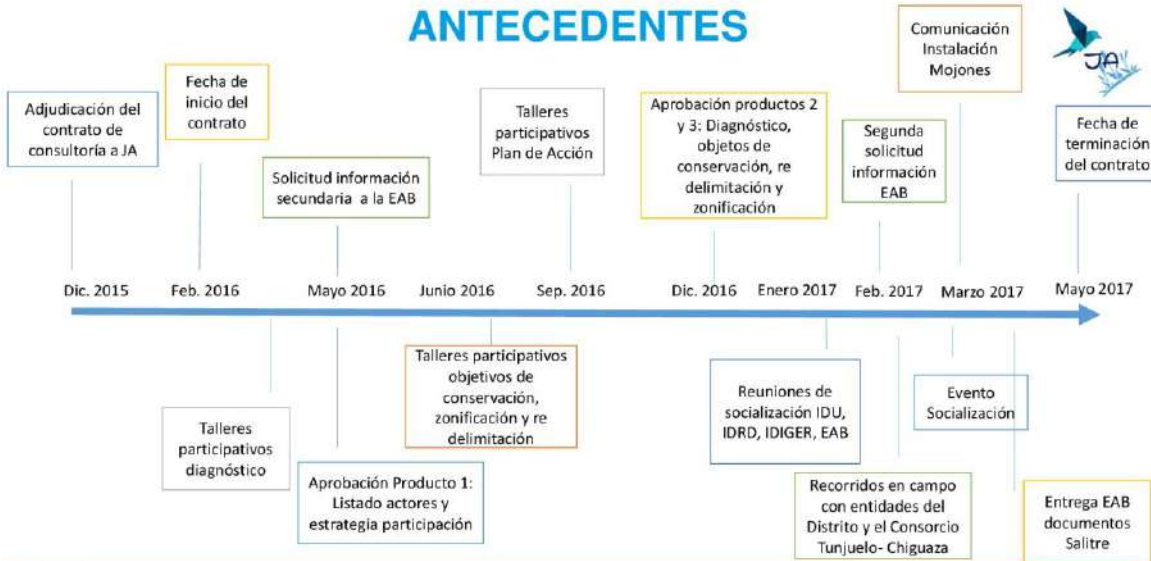 ANTECEDENTES
JA
Adjudicación del
contrato de
consultoría a JA
Fecha de
inicio del
contrato
Solicitud información
secundaria a la EAB
Talleres
participativos
Plan de Acción
Aprobación productos 2
y 3: Diagnóstico,
objetos de
conservación, re
delimitación y
zonificación
Segunda
solicitud
información
EAB
Comunicación
Instalación
Mojones
Fecha de
terminación
del contrato
Dic. 2015
Feb. 2016
Mayo 2016
Junio 2016
Sep. 2016
Dic. 2016
Enero 2017
Feb. 2017
Marzo 2017
Mayo 2017
Talleres
participativos
diagnóstico
Aprobación Producto 1:
Listado actores y
estrategia participación
Talleres participativos
objetivos de
conservación,
zonificación y re
delimitación
Reuniones de
socialización IDU,
IDRD, IDIGER, EAB
Recorridos en campo
con entidades del
Distrito y el Consorcio
Tunjuelo- Chiguaza
Evento
Socialización
Entrega EAB
documentos
Salitre